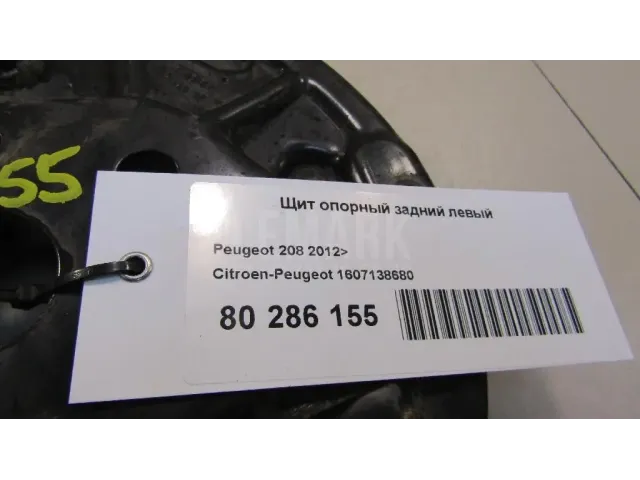 55
Щит опорный задний левый
Peugeot 208 2012>
Citroen-Peugeot 1607138680
80 286 155